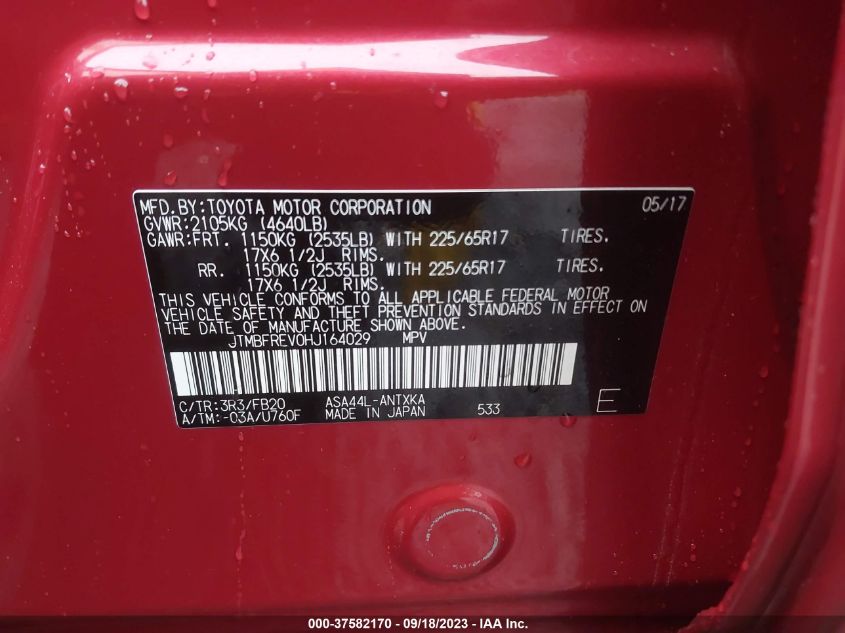 MFD.BY:TOYOTA MOTOR CORPORATION 05/17
GVWR:2105KG (4640LB)
GAWR:FRT. 1150KG (2535LB) WITH 225/65R17 TIRES.
17X6 1/2J RIMS.
RR. 1150KG (2535LB) WITH 225/65R17 TIRES.
17X6 1/2J RIMS.
THIS VEHICLE CONFORMS TO ALL APPLICABLE FEDERAL MOTOR
VEHICLE SAFETY AND THEFT PREVENTION STANDARDS IN EFFECT ON
THE DATE OF MANUFACTURE SHOWN ABOVE.
JTMBFREV0HJ164029 MPV
C/TR:3R3/FB20 ASA44L-ANTXKA
A/TM:-03A/U760F MADE IN JAPAN 533 E
000-37582170 - 09/18/2023 - IAA Inc.